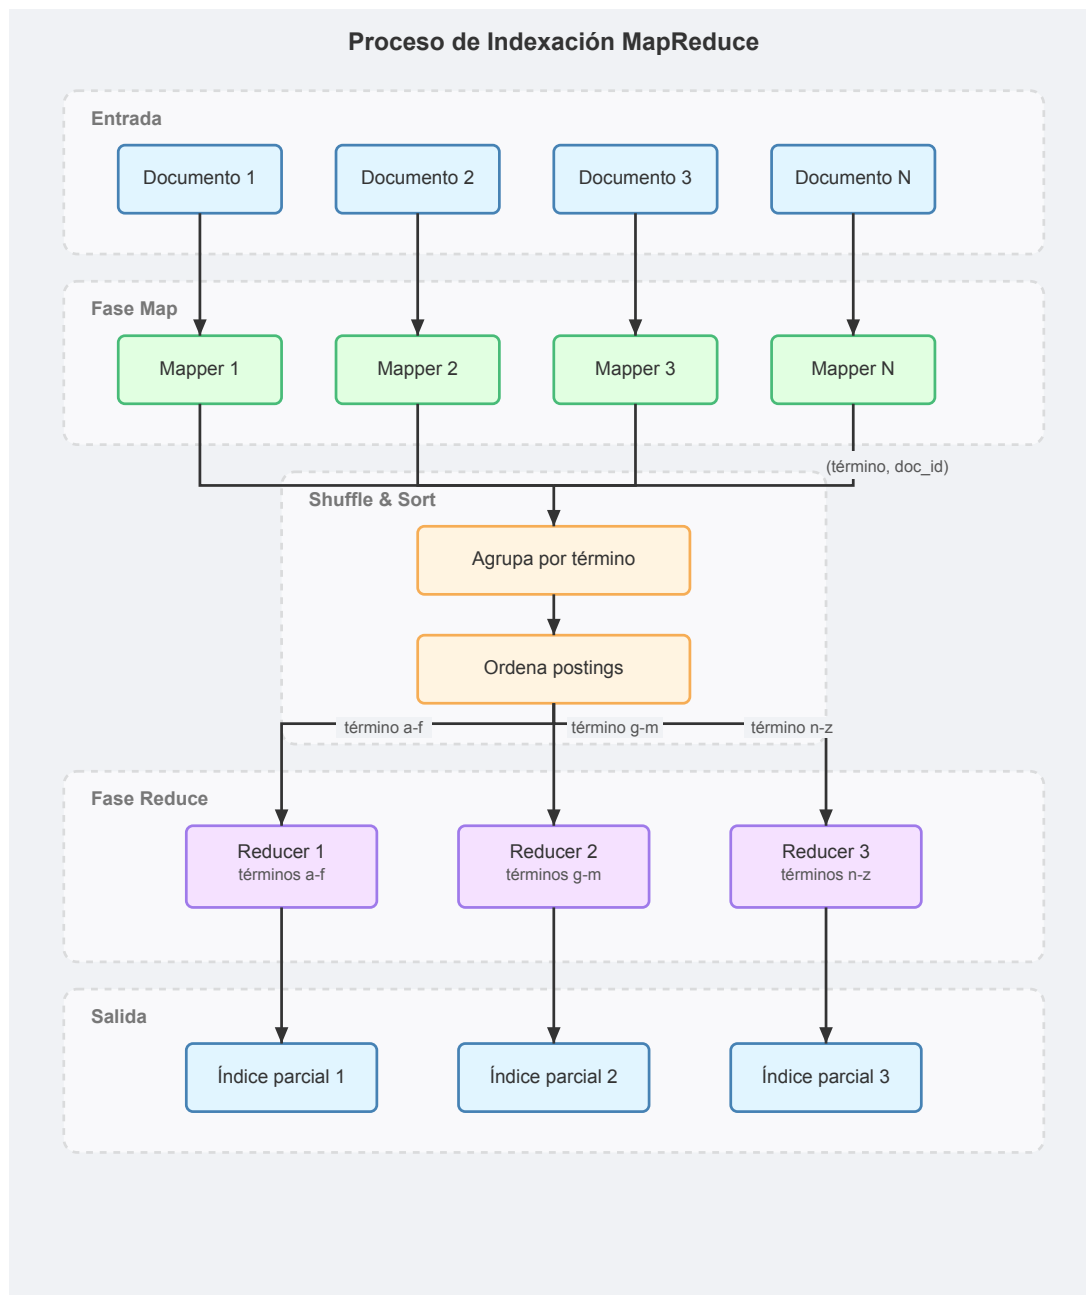 Proceso de Indexación MapReduce
Entrada
Documento 1
Documento 2
Documento 3
Documento N
Fase Map
Mapper 1
Mapper 2
Mapper 3
Mapper N
(término, doc_id)
Shuffle & Sort
Agrupa por término
Ordena postings
término a-f
término g-m
término n-z
Fase Reduce
Reducer 1
términos a-f
Reducer 2
términos g-m
Reducer 3
términos n-z
Salida
Índice parcial 1
Índice parcial 2
Índice parcial 3